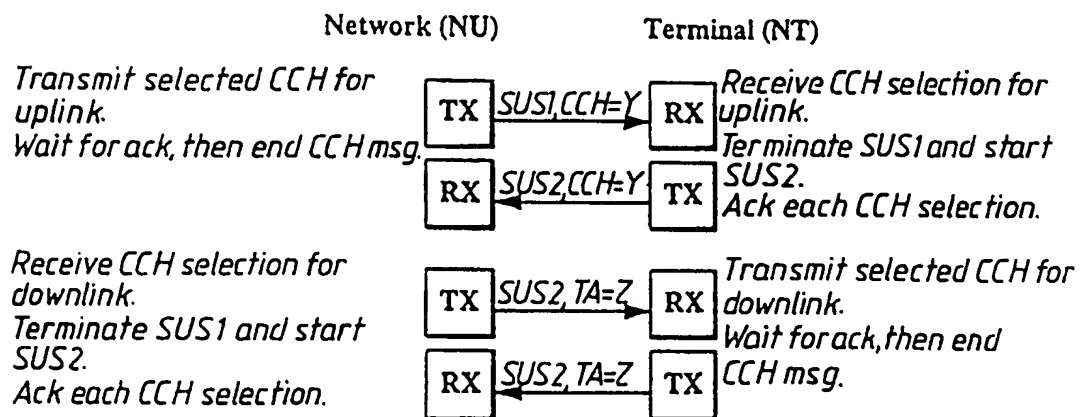 Network (NU) Terminal (NT)
Transmit selected CCH for
uplink.
Wait for ack, then end CCH msg.
TX SUS1,CCH=Y RX
RX SUS2,CCH=Y TX
Receive CCH selection for
uplink.
Terminate SUS1 and start
SUS2.
Ack each CCH selection.
Receive CCH selection for
downlink.
Terminate SUS1 and start
SUS2.
Ack each CCH selection.
TX SUS2, TA=Z RX
RX SUS2, TA=Z TX
Transmit selected CCH for
downlink.
Wait for ack, then end
CCH msg.